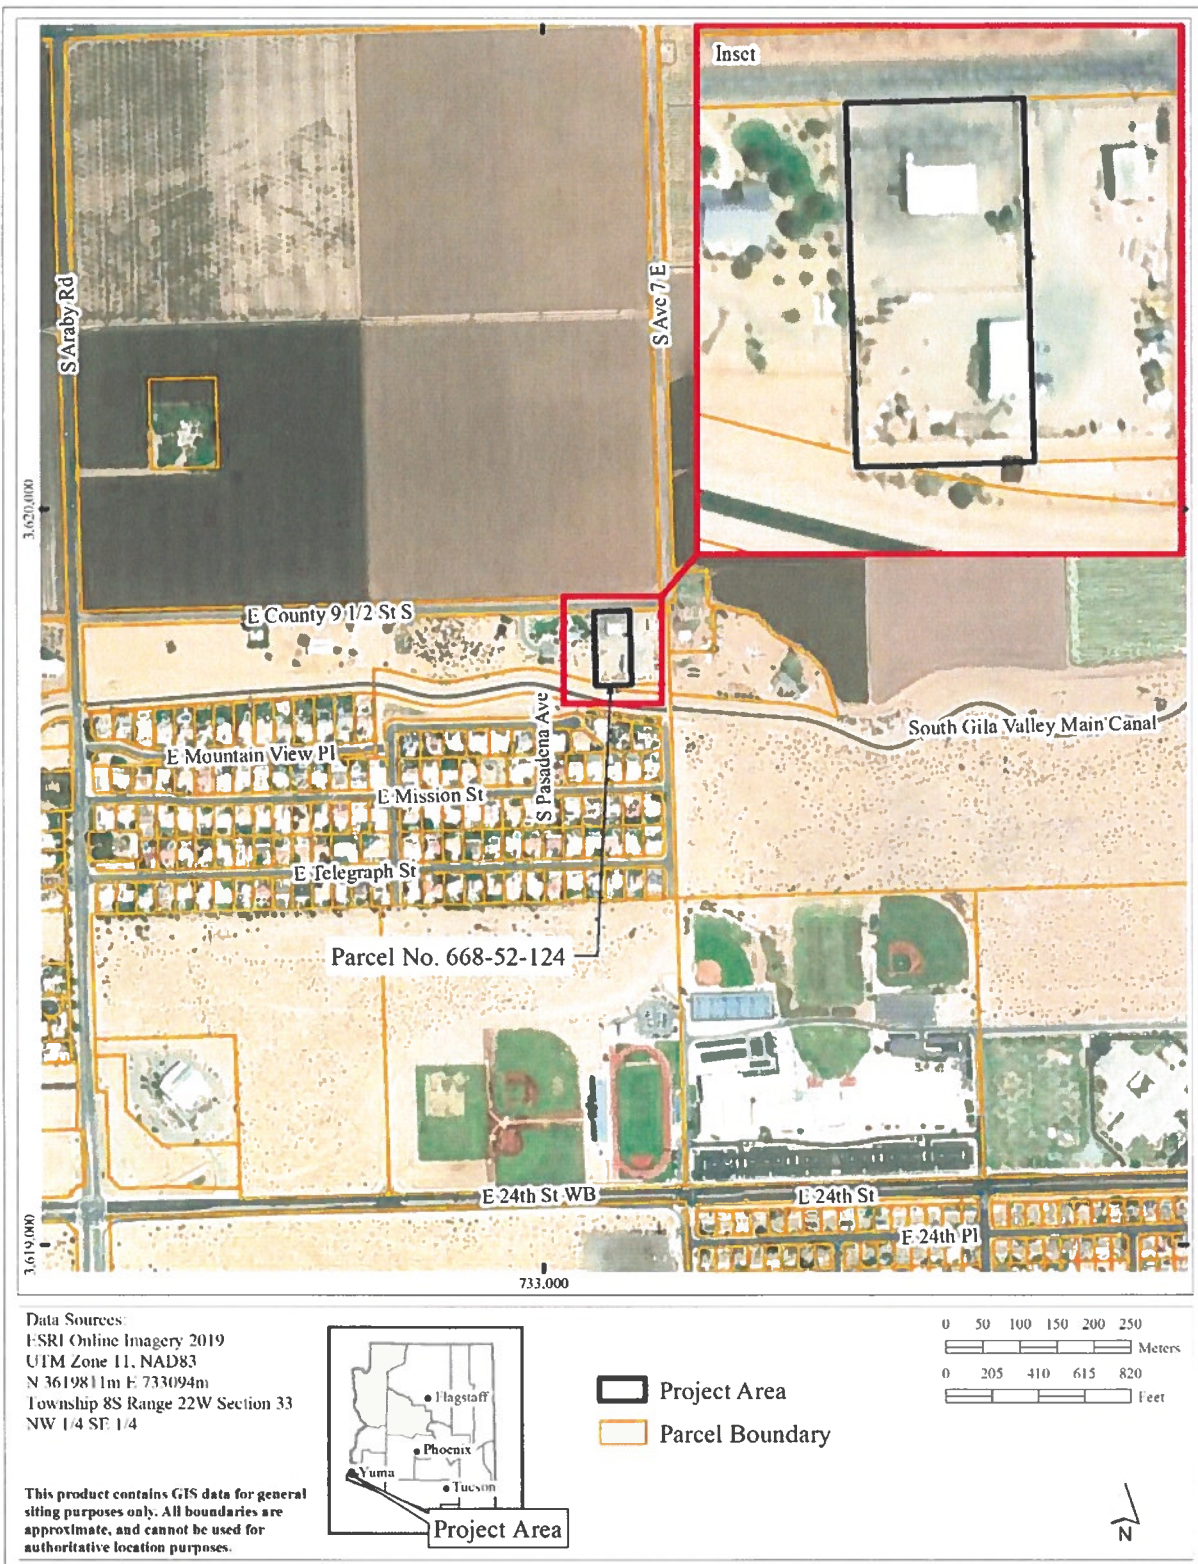 Inset
S Araby Rd
S Ave 7 E
3,620,000
E County 9 1/2 St S
South Gila Valley Main Canal
E Mountain View Pl
S Pasadena Ave
E Mission St
E Telegraph St
Parcel No. 668-52-124
E 24th St WB
E 24th St
E 24th Pl
3,619,000
733,000
Data Sources:
ESRI Online Imagery 2019
UTM Zone 11, NAD83
N 3619811m E 733094m
Township 8S Range 22W Section 33
NW 1/4 SE 1/4
This product contains GIS data for general
siting purposes only. All boundaries are
approximate, and cannot be used for
authoritative location purposes.
Flagstaff
Phoenix
Yuma
Tucson
Project Area
Project Area
Parcel Boundary
0 50 100 150 200 250
Meters
0 205 410 615 820
Feet
N